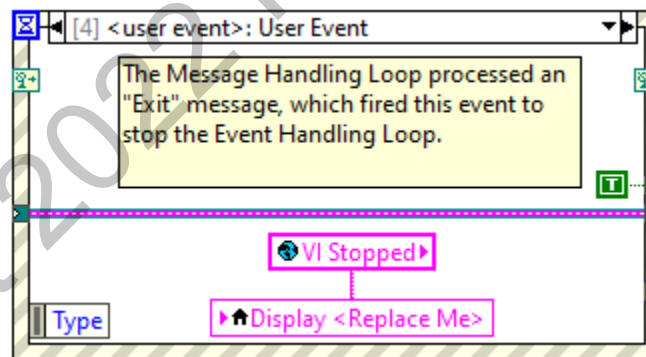 [4] <user event>: User Event
The Message Handling Loop processed an
"Exit" message, which fired this event to
stop the Event Handling Loop.
T
VI Stopped
Type
Display <Replace Me>
2022